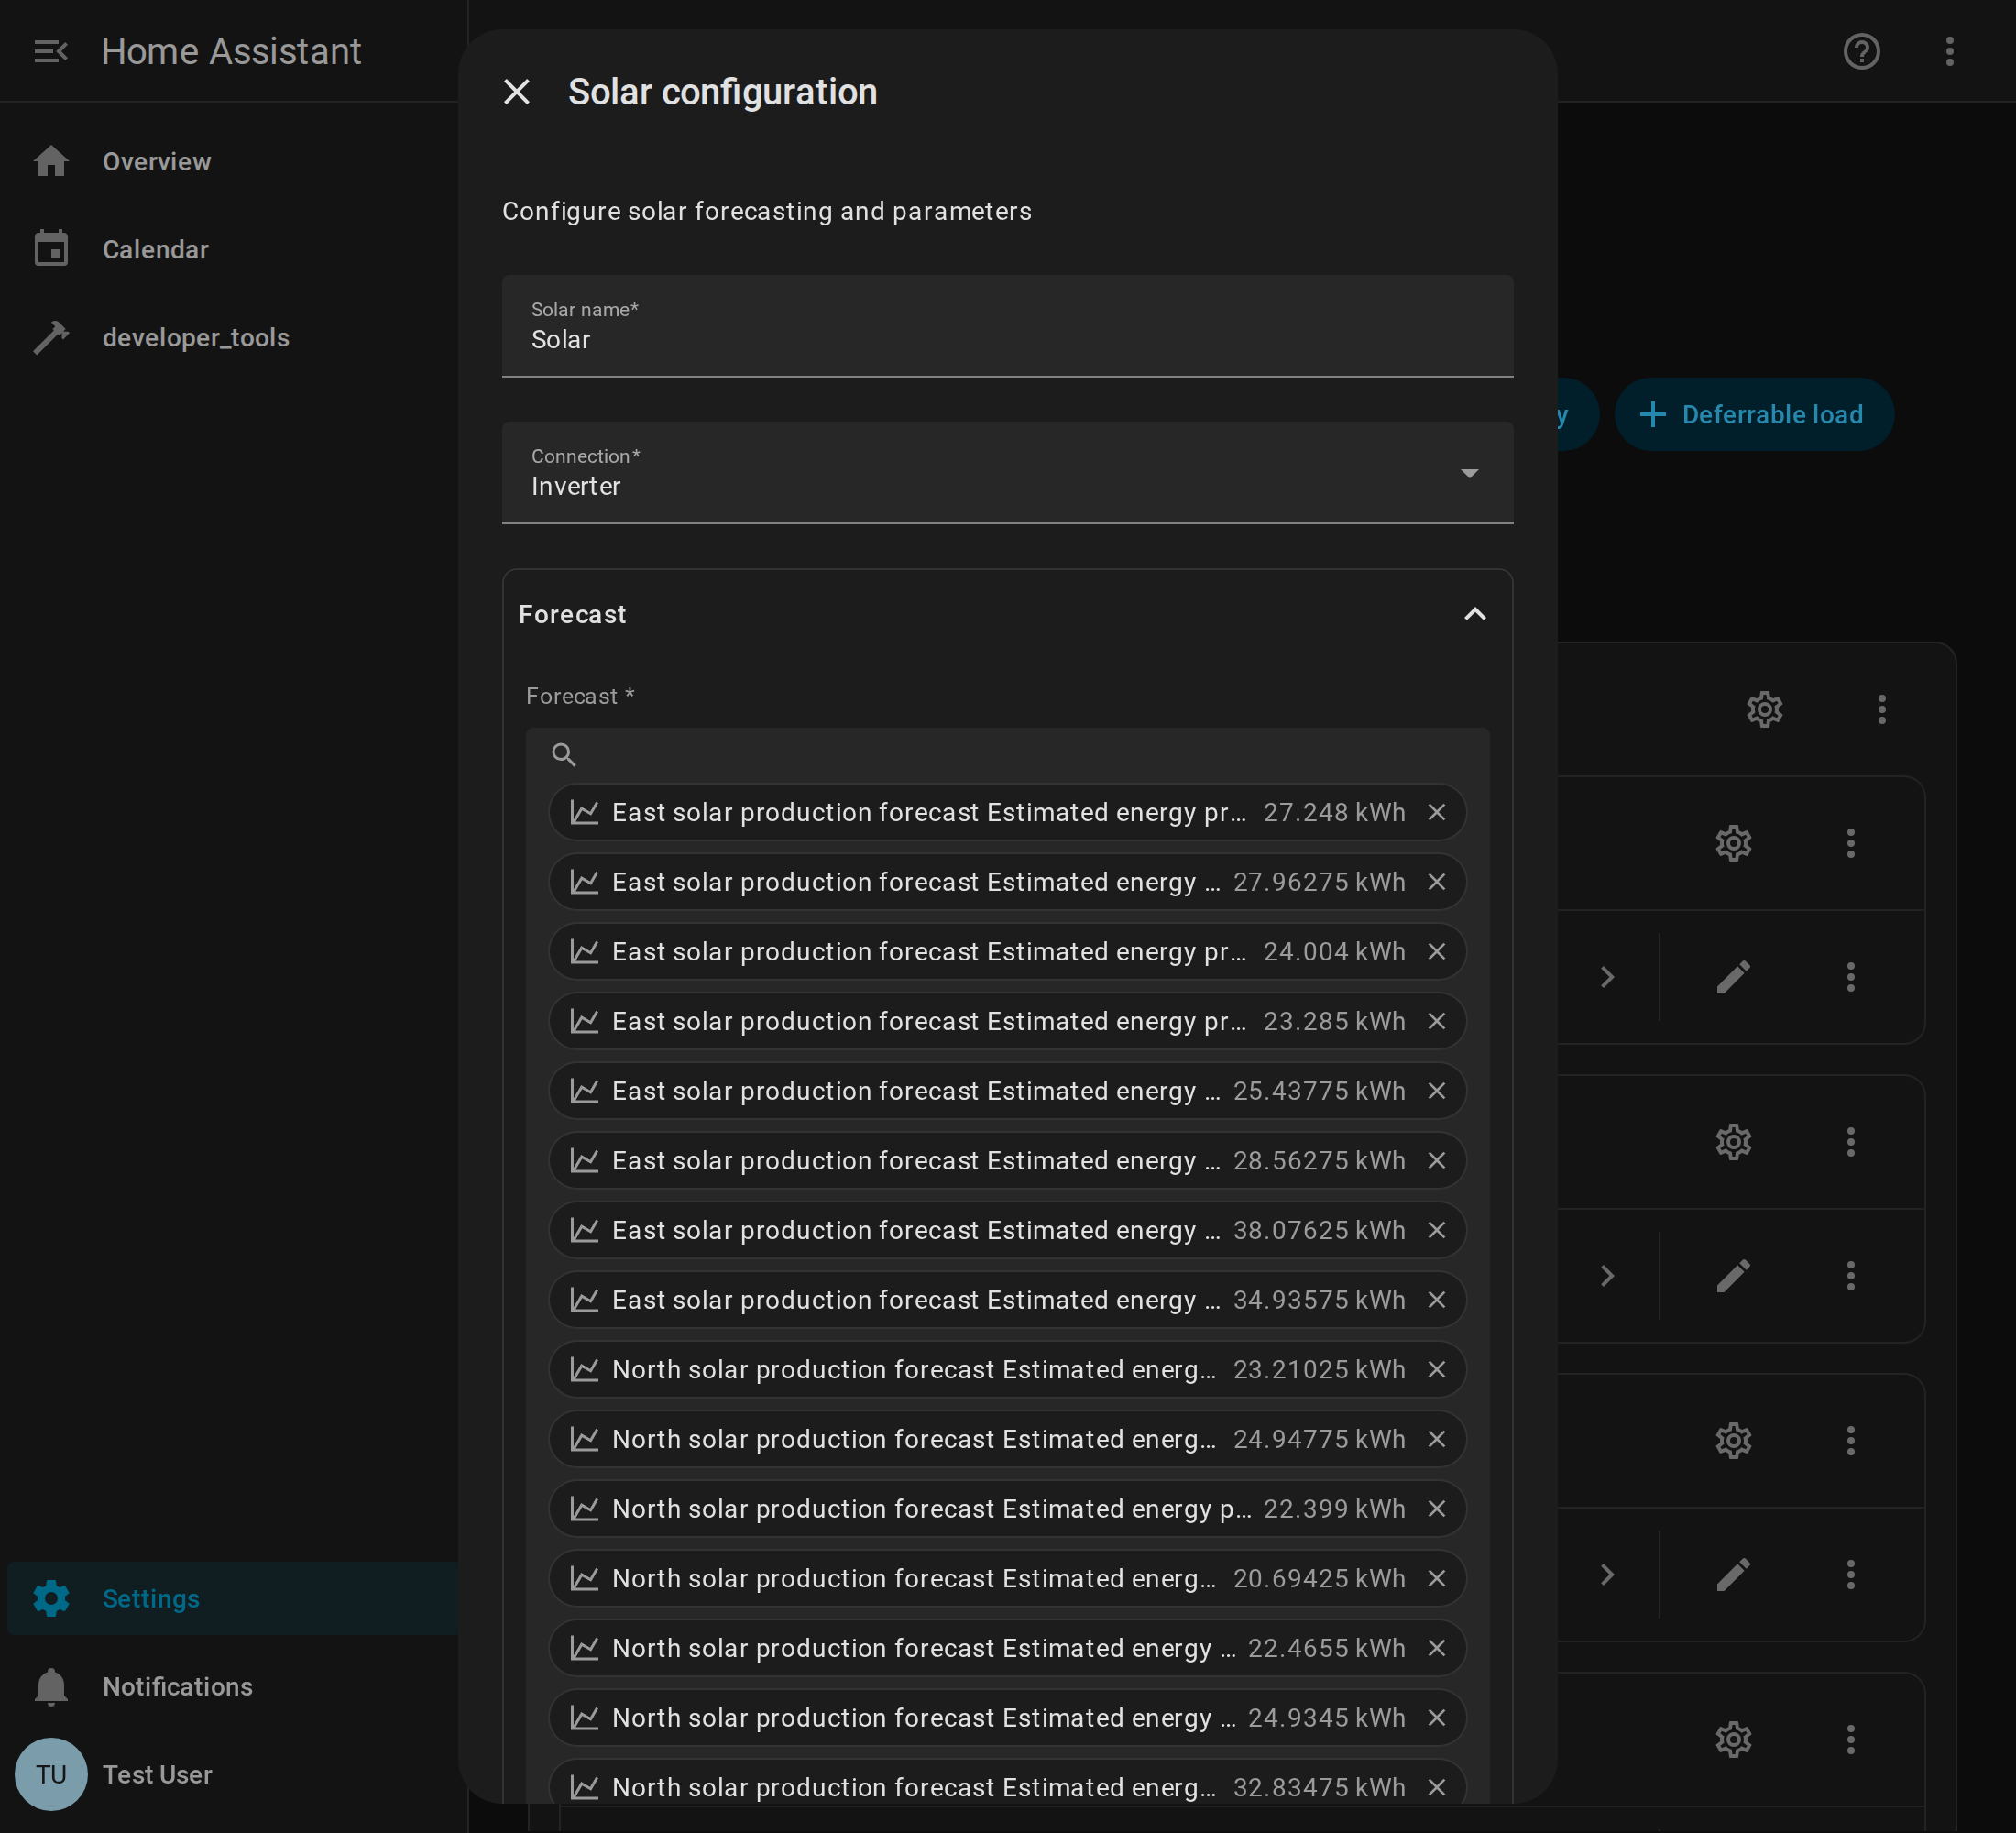 Home Assistant
Overview
Calendar
developer_tools
Settings
Notifications
TU
Test User
Solar configuration
Configure solar forecasting and parameters
Solar name*
Solar
Connection*
Inverter
Forecast
Forecast *
East solar production forecast Estimated energy pr... 27.248 kWh
East solar production forecast Estimated energy ... 27.96275 kWh
East solar production forecast Estimated energy pr... 24.004 kWh
East solar production forecast Estimated energy pr... 23.285 kWh
East solar production forecast Estimated energy ... 25.43775 kWh
East solar production forecast Estimated energy ... 28.56275 kWh
East solar production forecast Estimated energy ... 38.07625 kWh
East solar production forecast Estimated energy ... 34.93575 kWh
North solar production forecast Estimated energ... 23.21025 kWh
North solar production forecast Estimated energ... 24.94775 kWh
North solar production forecast Estimated energy p... 22.399 kWh
North solar production forecast Estimated energ... 20.69425 kWh
North solar production forecast Estimated energy ... 22.4655 kWh
North solar production forecast Estimated energy ... 24.9345 kWh
North solar production forecast Estimated energ... 32.83475 kWh
y
Deferrable load